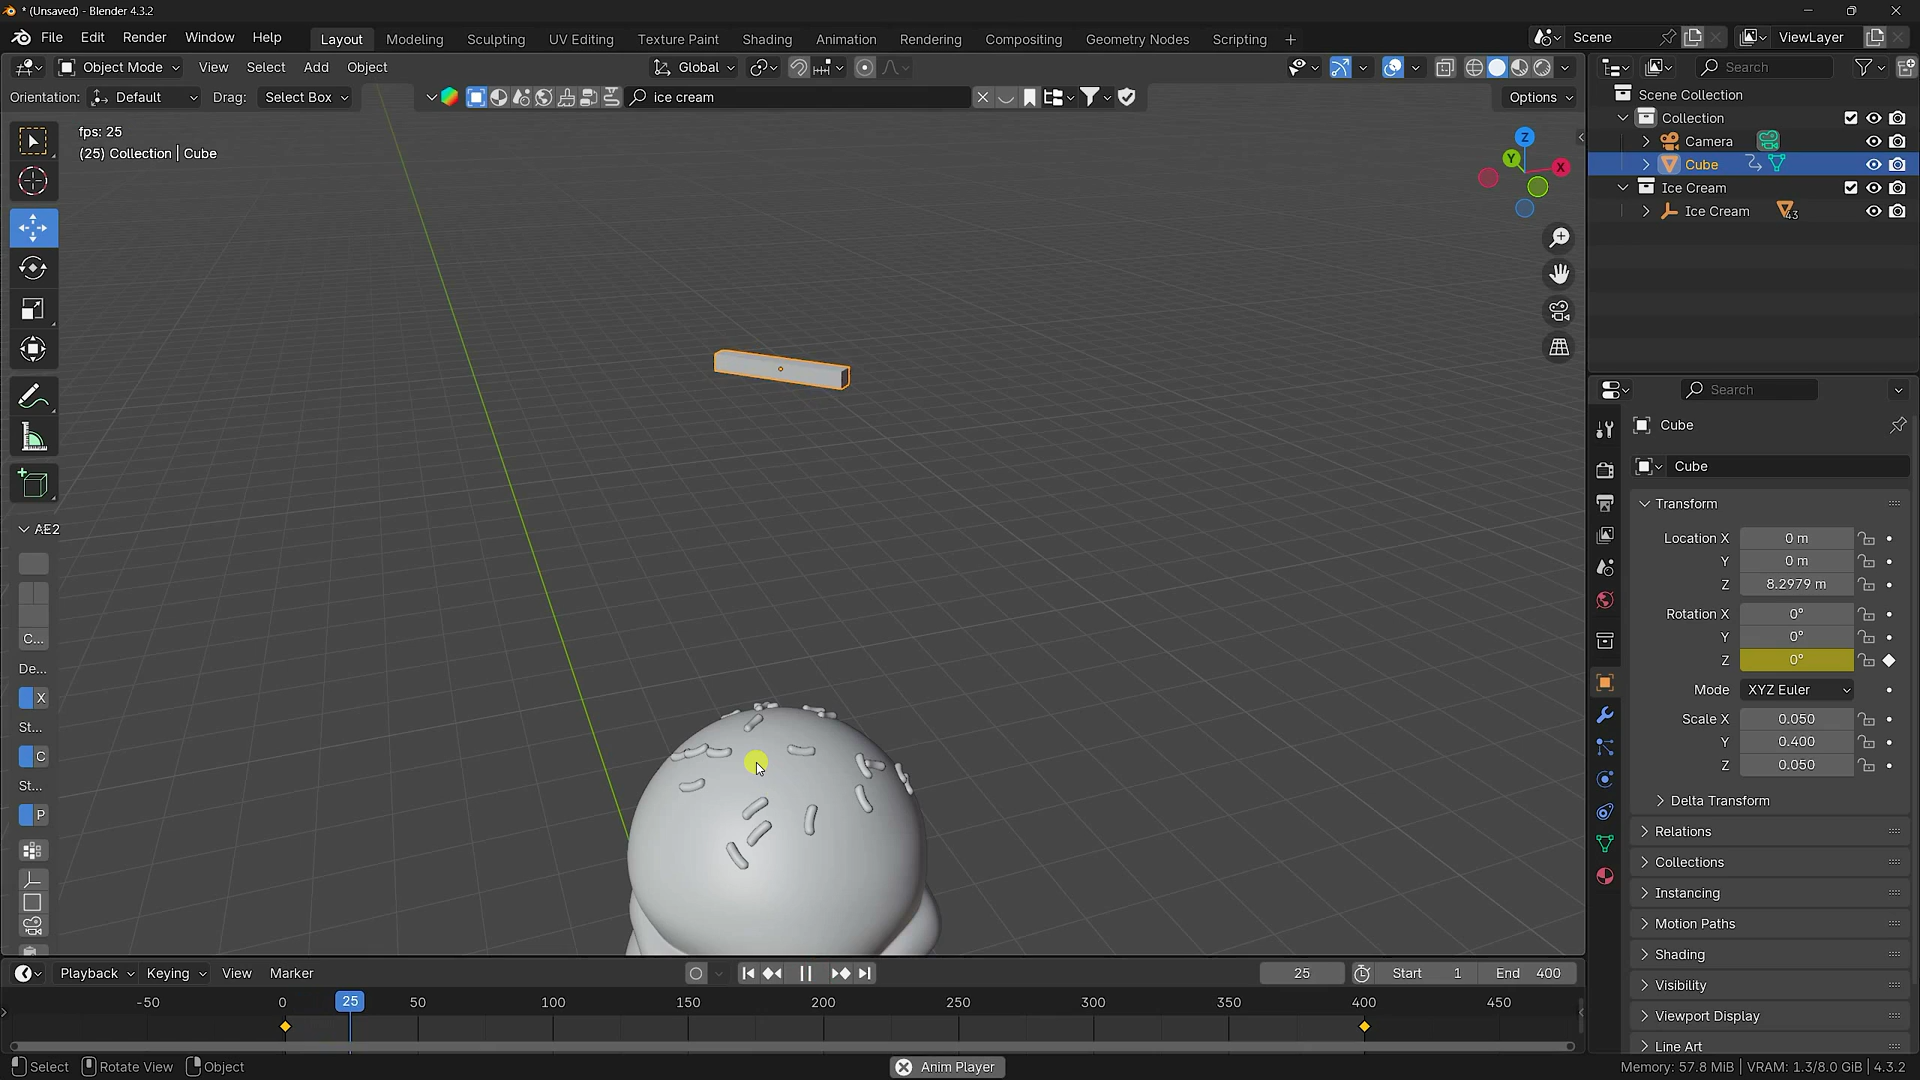 * (Unsaved) - Blender 4.3.2
File Edit Render Window Help
Layout Modeling Sculpting UV Editing Texture Paint Shading Animation Rendering Compositing Geometry Nodes Scripting +
Scene
ViewLayer
Object Mode View Select Add Object
Global
Search
Orientation: Default Drag: Select Box
ice cream
Options
fps: 25
(25) Collection | Cube
Scene Collection
Collection
Camera
Cube
Ice Cream
Ice Cream
43
Z
Y
X
Search
Cube
Cube
Transform
Location X 0 m
Y 0 m
Z 8.2979 m
Rotation X 0°
Y 0°
Z 0°
Mode XYZ Euler
Scale X 0.050
Y 0.400
Z 0.050
Delta Transform
Relations
Collections
Instancing
Motion Paths
Shading
Visibility
Viewport Display
Line Art
AE2
C...
De...
X
St...
C
St...
P
Playback Keying View Marker
25
Start 1
End 400
-50 0 25 50 100 150 200 250 300 350 400 450
Select Rotate View Object
Anim Player
Memory: 57.8 MiB | VRAM: 1.3/8.0 GiB | 4.3.2